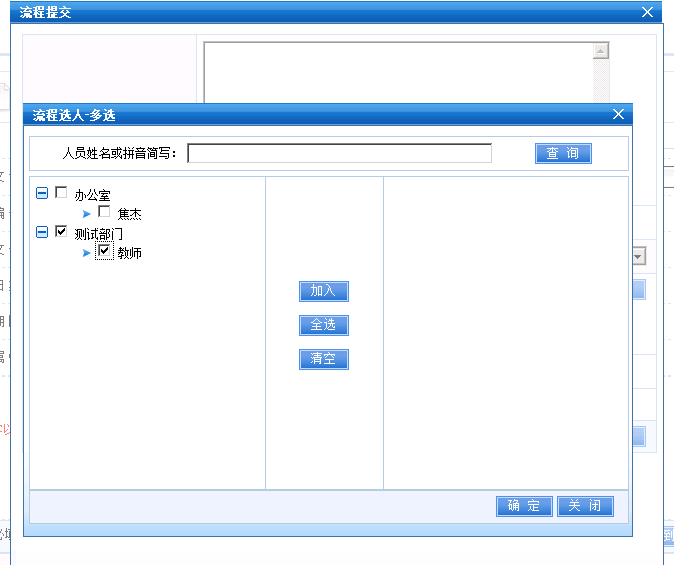 流程提交
流程选人-多选
人员姓名或拼音简写：
查 询
办公室
焦杰
测试部门
教师
加入
全选
清空
确 定
关 闭
到